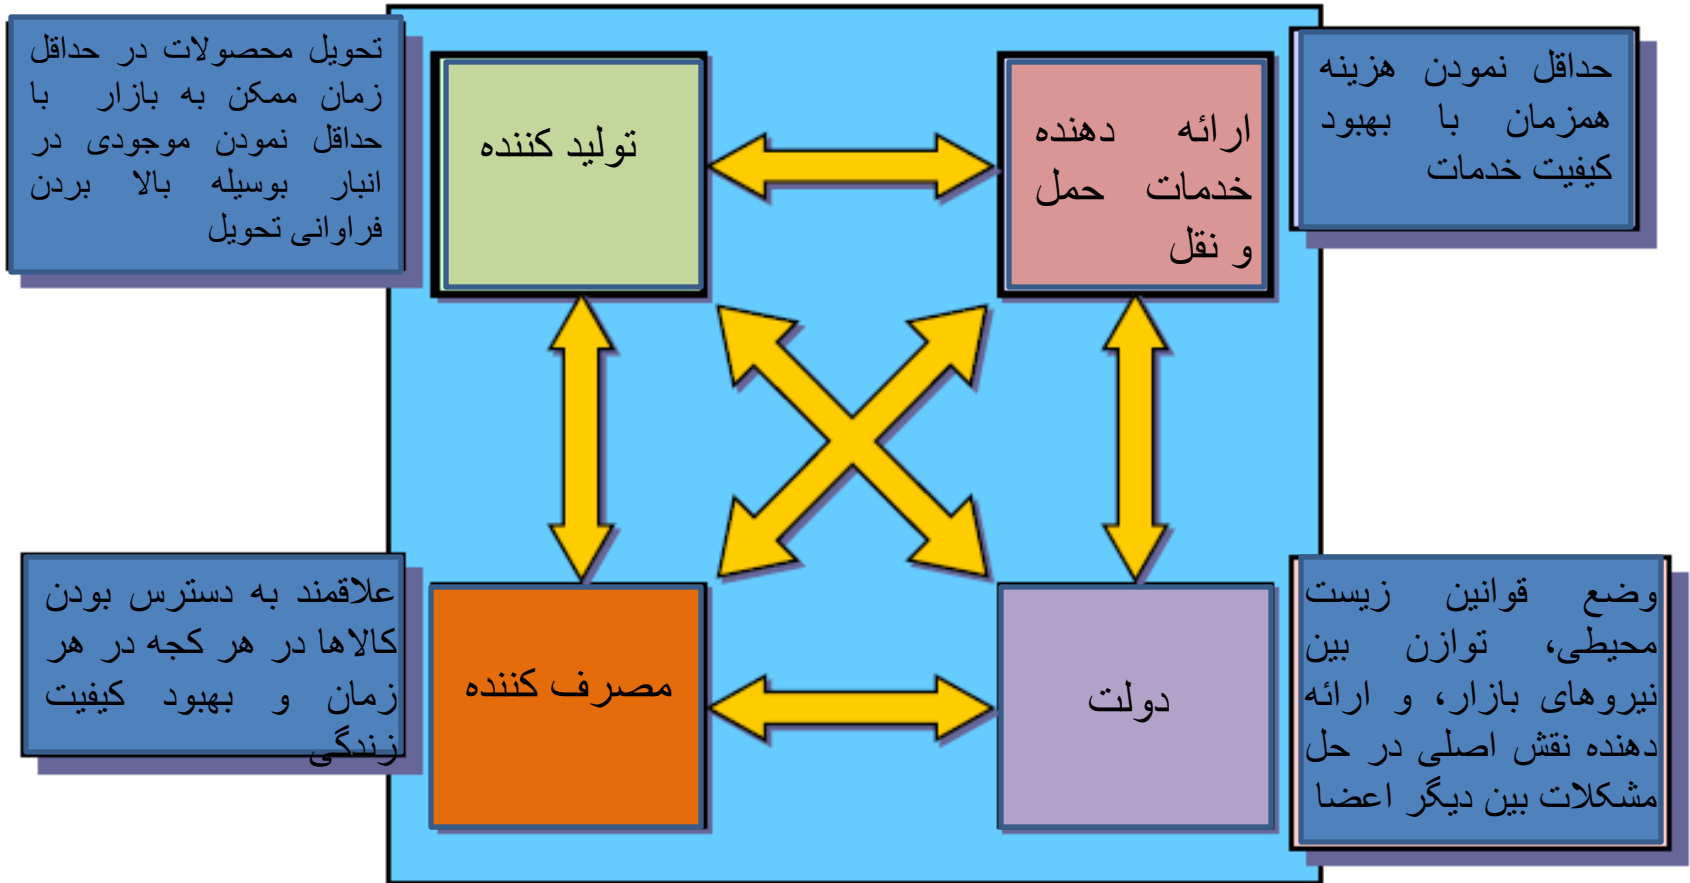 حداقل نمودن هزینه
همزمان با بهبود
کیفیت خدمات
ارائه دهنده
خدمات حمل
و نقل
تولید کننده
تحویل محصولات در حداقل
زمان ممکن به بازار با
حداقل نمودن موجودی در
انبار بوسیله بالا بردن
فراوانی تحویل
وضع قوانین زیست
محیطی، توازن بین
نیروهای بازار، و ارائه
دهنده نقش اصلی در حل
مشکلات بین دیگر اعضا
دولت
مصرف کننده
علاقمند به دسترس بودن
کالاها در هر کجه در هر
زمان و بهبود کیفیت
زندگی